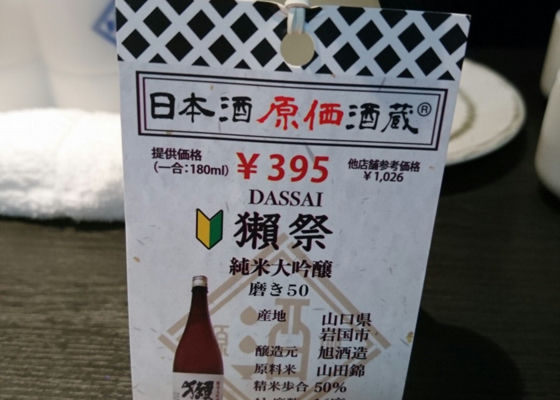 日本酒原価酒蔵®
提供価格
(一合:180ml)
¥395
他店舗参考価格
¥1,026
DASSAI
獺祭
純米大吟醸
磨き50
産地 山口県
岩国市
醸造元 旭酒造
原料米 山田錦
精米歩合 50%